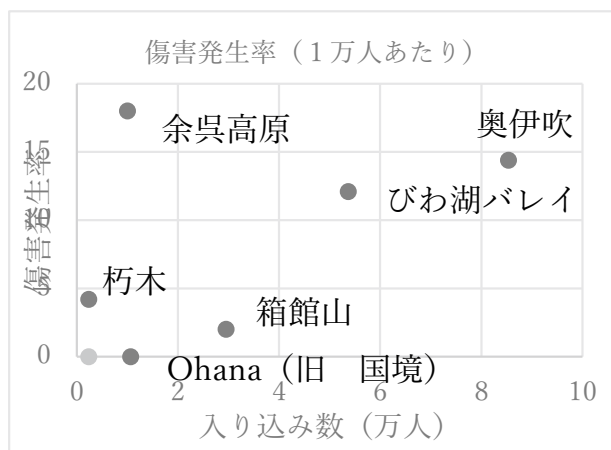 傷害発生率（１万人あたり）
傷害発生率
20
15
10
5
0
余呉高原
奥伊吹
びわ湖バレイ
朽木
箱館山
Ohana（旧　国境）
0 2 4 6 8 10
入り込み数（万人）